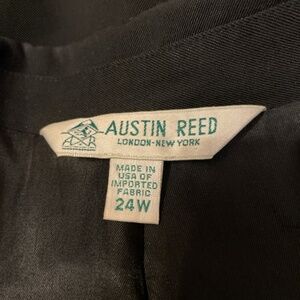 AUSTIN REED
LONDON-NEW YORK
MADE IN
USA OF
IMPORTED
FABRIC
24W